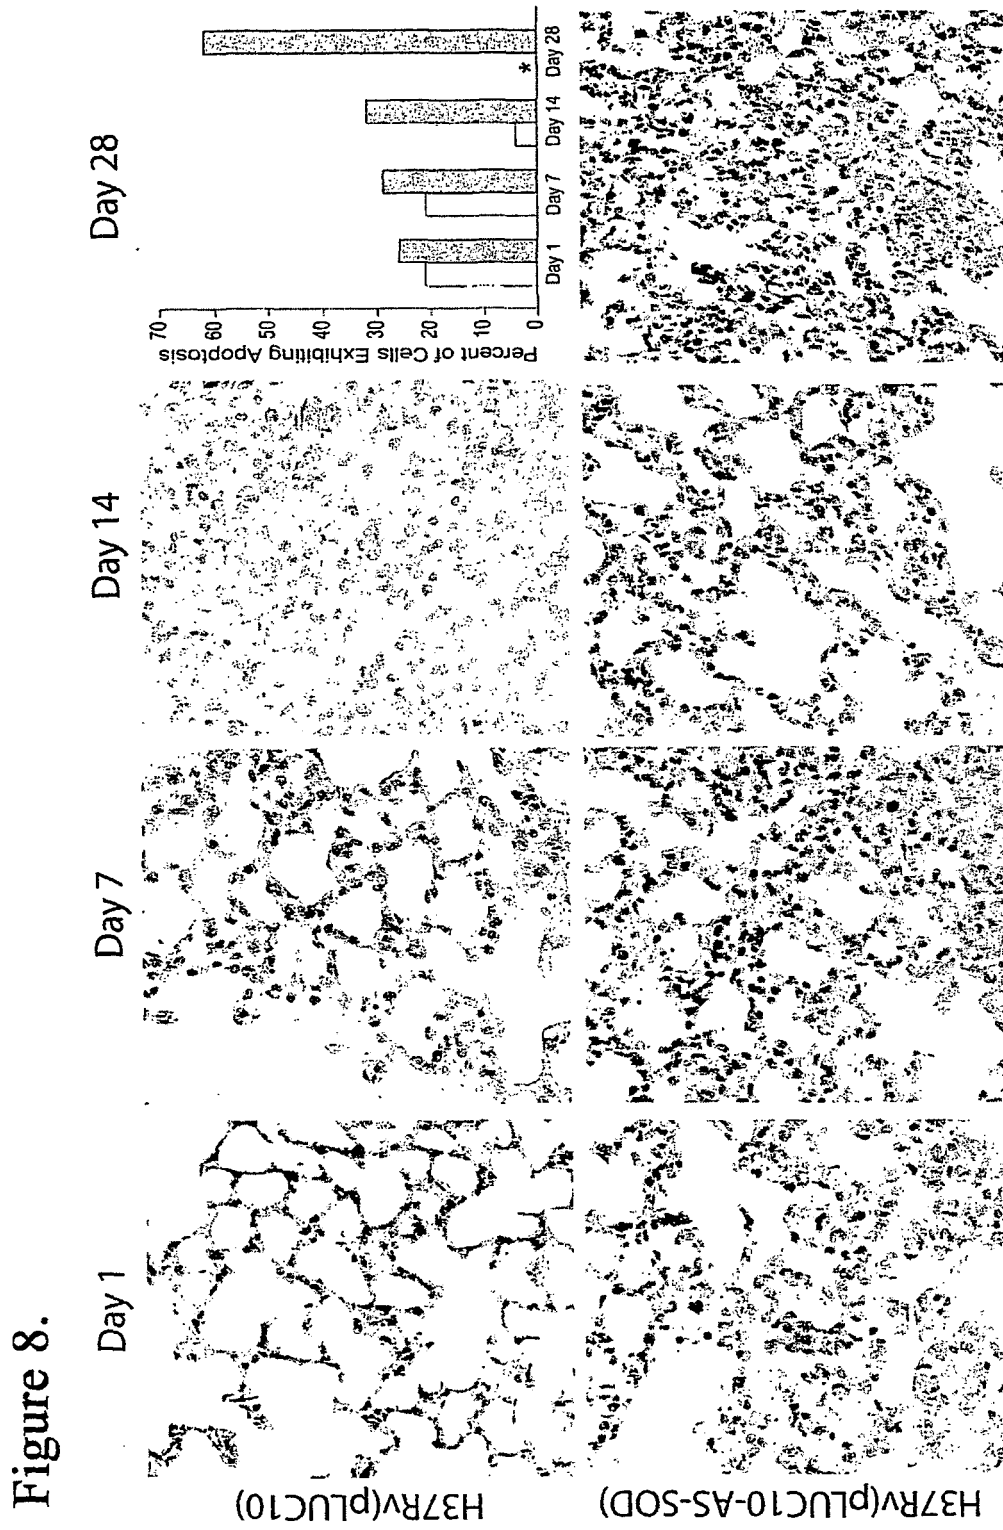 Figure 8.
Day 1
Day 7
Day 14
Day 28
H37Rv(pLUC10)
H37Rv(pLUC10-AS-SOD)
Percent of Cells Exhibiting Apoptosis
70
60
50
40
30
20
10
0
*
Day 1
Day 7
Day 14
Day 28